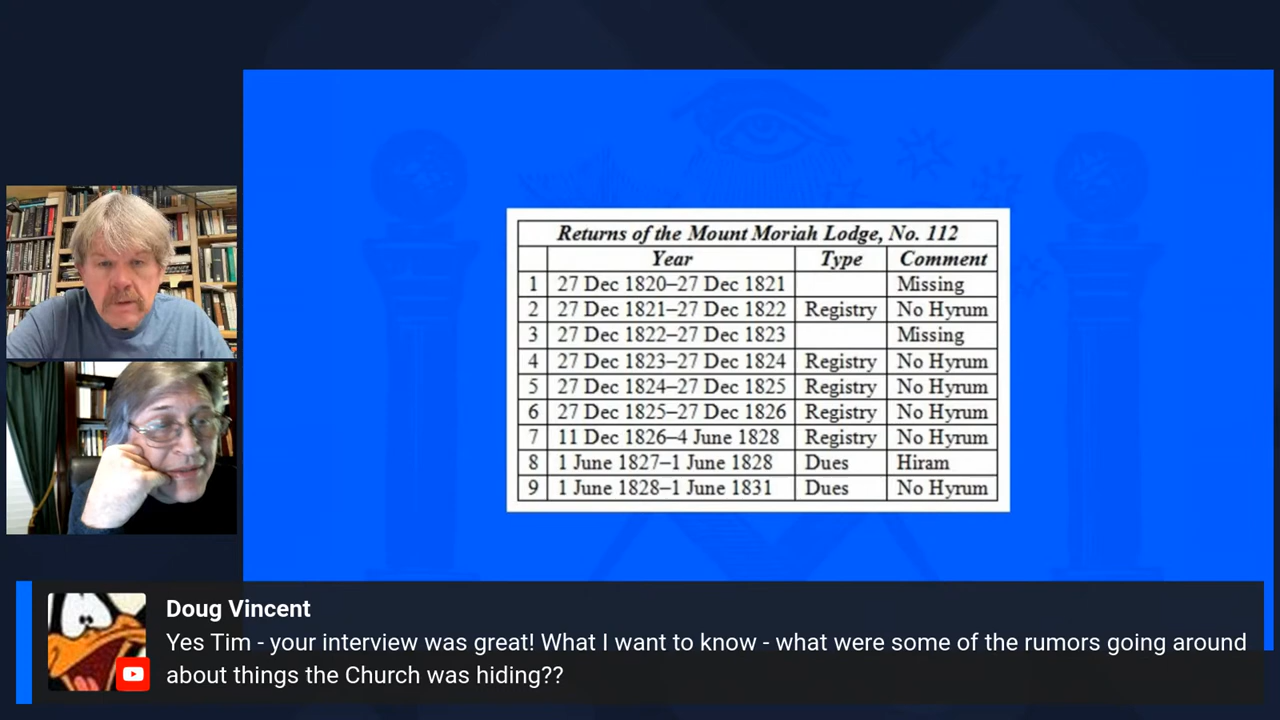 Returns of the Mount Moriah Lodge, No. 112
Year Type Comment
1 27 Dec 1820–27 Dec 1821 Missing
2 27 Dec 1821–27 Dec 1822 Registry No Hyrum
3 27 Dec 1822–27 Dec 1823 Missing
4 27 Dec 1823–27 Dec 1824 Registry No Hyrum
5 27 Dec 1824–27 Dec 1825 Registry No Hyrum
6 27 Dec 1825–27 Dec 1826 Registry No Hyrum
7 11 Dec 1826–4 June 1828 Registry No Hyrum
8 1 June 1827–1 June 1828 Dues Hiram
9 1 June 1828–1 June 1831 Dues No Hyrum
Doug Vincent
Yes Tim - your interview was great! What I want to know - what were some of the rumors going around
about things the Church was hiding??